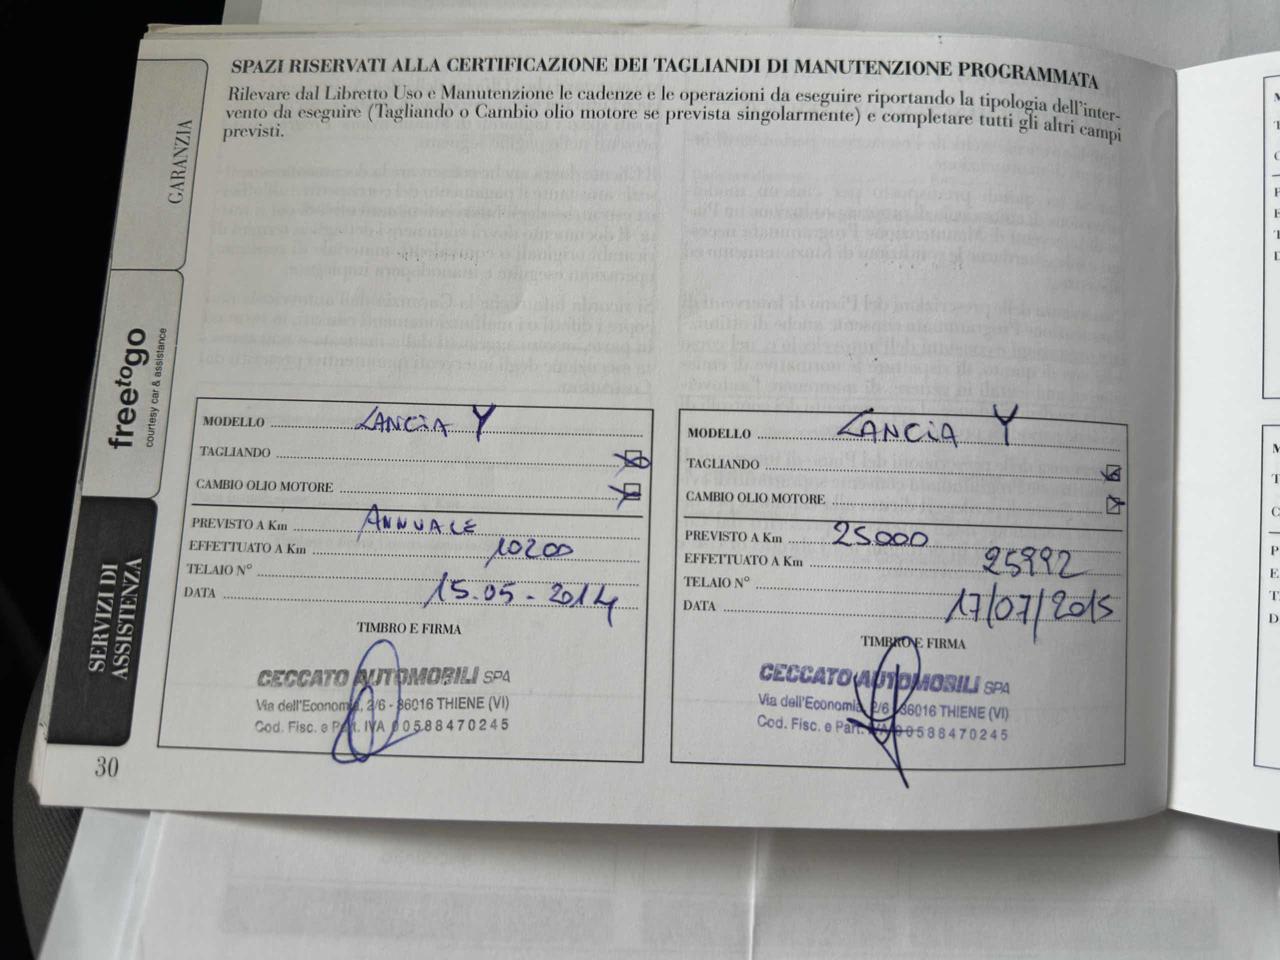 SPAZI RISERVATI ALLA CERTIFICAZIONE DEI TAGLIANDI DI MANUTENZIONE PROGRAMMATA
Rilevare dal Libretto Uso e Manutenzione le cadenze e le operazioni da eseguire riportando la tipologia dell'inter-
vento da eseguire (Tagliando o Cambio olio motore se prevista singolarmente) e completare tutti gli altri campi
previsti.
GARANZIA
freetogo
courtesy car & assistance
SERVIZI DI
ASSISTENZA
MODELLO LANCIA Y
TAGLIANDO
CAMBIO OLIO MOTORE
PREVISTO A Km ANNUALE
EFFETTUATO A Km 10200
TELAIO N°
DATA 15.05-2014
TIMBRO E FIRMA
CECCATO AUTOMOBILI SPA
Via dell'Economia, 2/6 - 36016 THIENE (VI)
Cod. Fisc. e Part. IVA 00588470245
MODELLO LANCIA Y
TAGLIANDO
CAMBIO OLIO MOTORE
PREVISTO A Km 25.000
EFFETTUATO A Km 25992
TELAIO N°
DATA 17/07/2015
TIMBRO E FIRMA
CECCATO AUTOMOBILI SPA
Via dell'Economia, 2/6 - 36016 THIENE (VI)
Cod. Fisc. e Part. IVA 00588470245
30